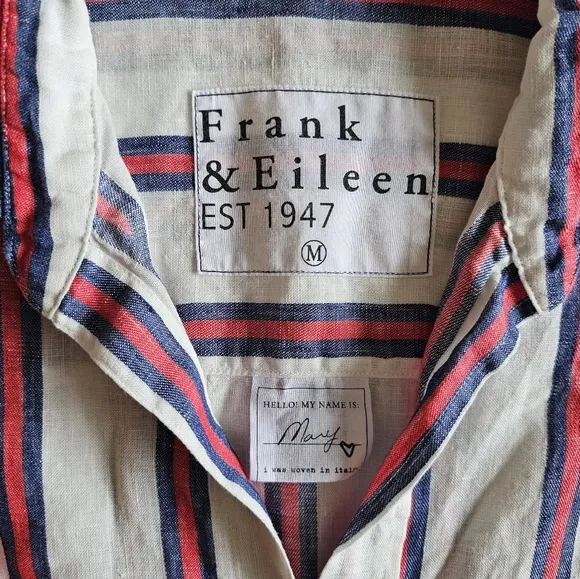 Frank
& Eileen
EST 1947
M
HELLO! MY NAME IS:
Mary
i was woven in italy